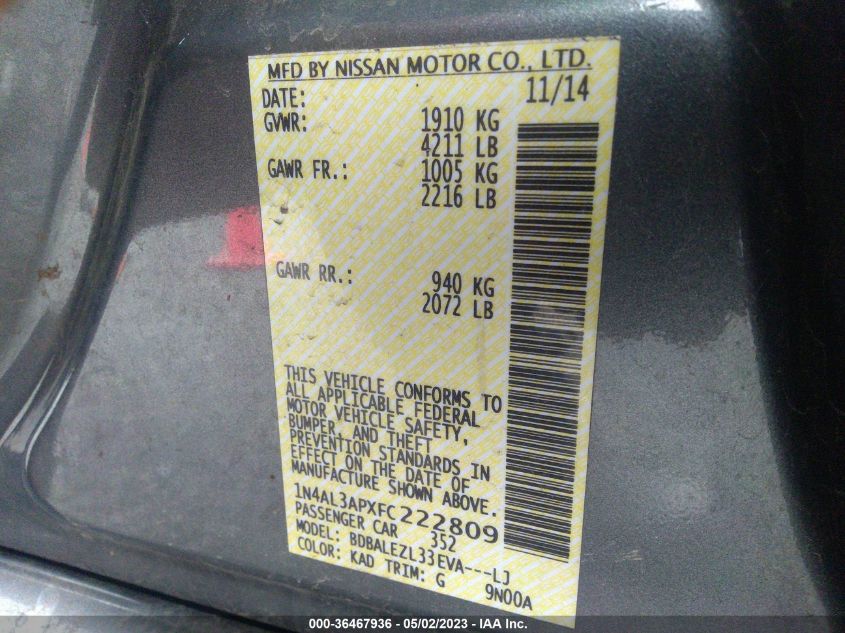 MFD BY NISSAN MOTOR CO., LTD.
DATE: 11/14
GVWR: 1910 KG
4211 LB
GAWR FR.: 1005 KG
2216 LB
GAWR RR.: 940 KG
2072 LB
THIS VEHICLE CONFORMS TO
ALL APPLICABLE FEDERAL
MOTOR VEHICLE SAFETY,
BUMPER, AND THEFT
PREVENTION STANDARDS IN
EFFECT ON THE DATE OF
MANUFACTURE SHOWN ABOVE.
1N4AL3APXFC222809
PASSENGER CAR 352
MODEL: BDBALEZL33EVA---LJ
COLOR: KAD TRIM: G 9N00A
000-36467936 - 05/02/2023 - IAA Inc.